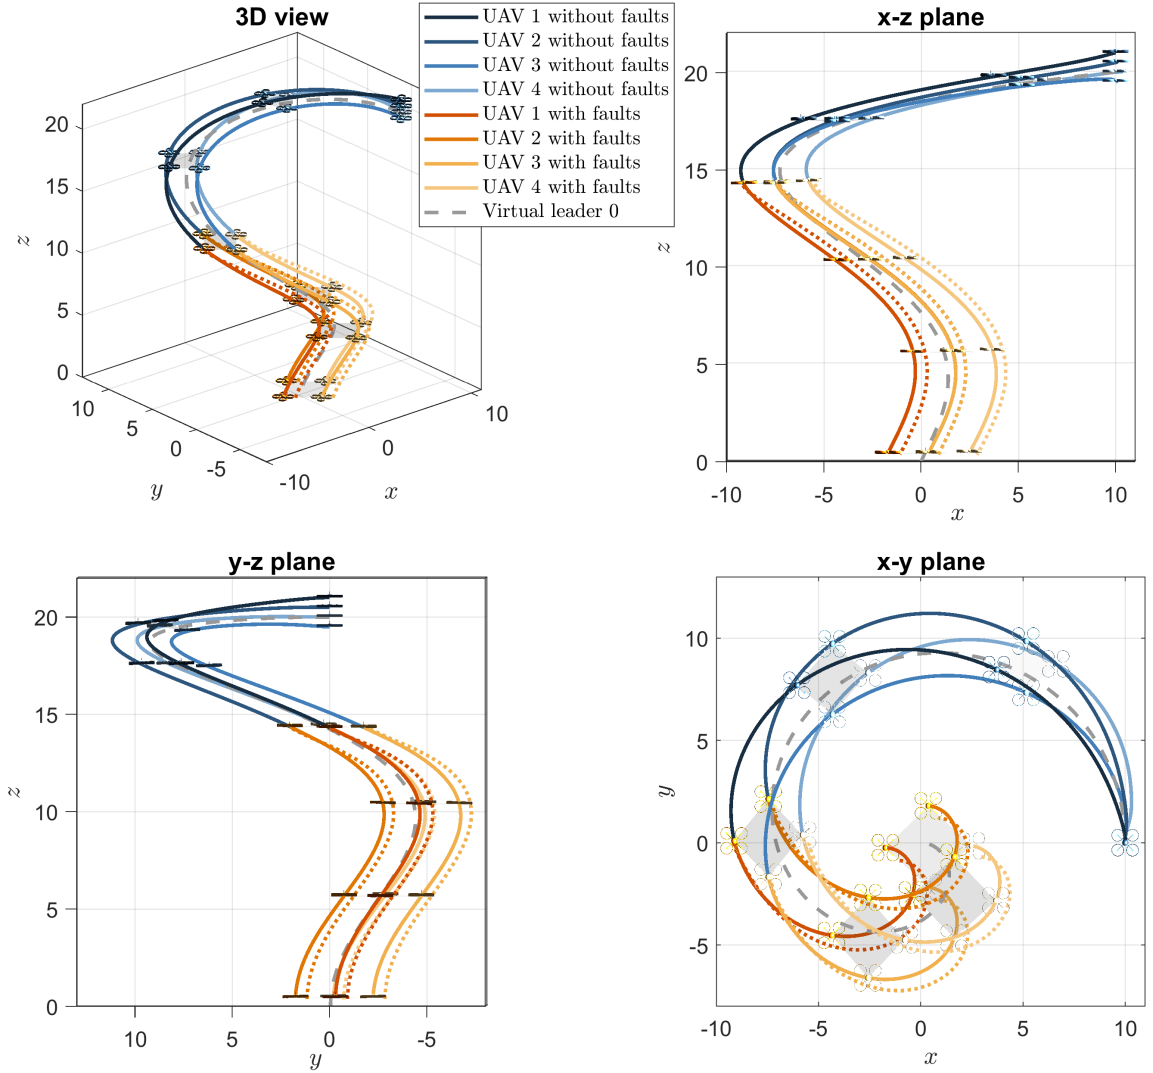 3D view
UAV 1 without faults
UAV 2 without faults
UAV 3 without faults
UAV 4 without faults
UAV 1 with faults
UAV 2 with faults
UAV 3 with faults
UAV 4 with faults
Virtual leader 0
z
20
15
10
5
0
10
5
0
-5
y
-10
0
10
x
x-z plane
z
20
15
10
5
0
-10
-5
0
5
10
x
y-z plane
z
20
15
10
5
0
10
5
0
-5
y
x-y plane
y
10
5
0
-5
-10
-5
0
5
10
x